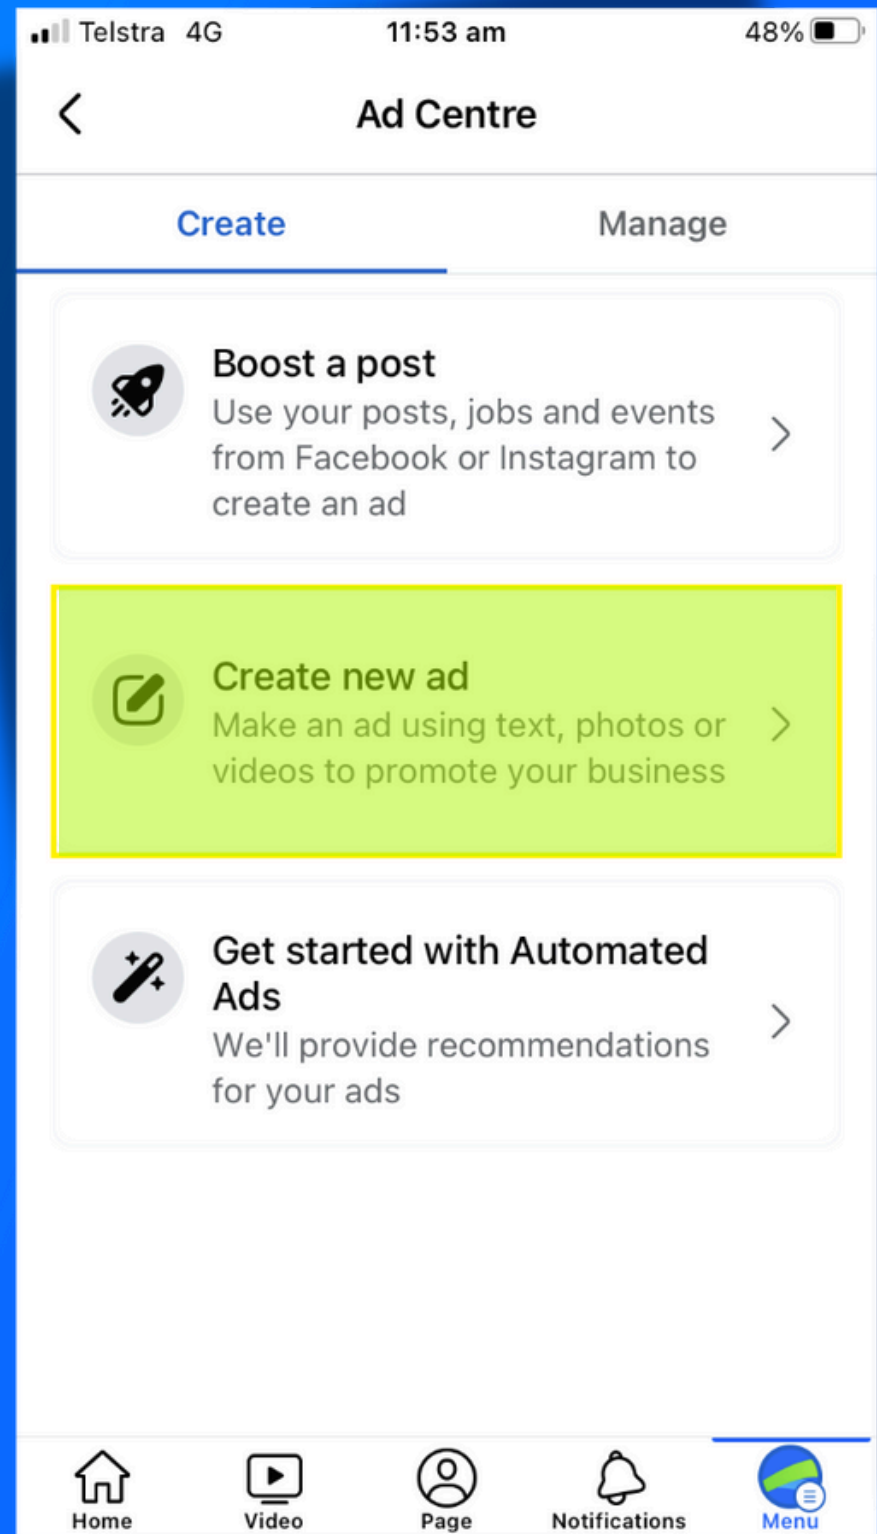 Telstra 4G 11:53 am 48%
Ad Centre
Create Manage
Boost a post
Use your posts, jobs and events
from Facebook or Instagram to
create an ad
Create new ad
Make an ad using text, photos or
videos to promote your business
Get started with Automated
Ads
We'll provide recommendations
for your ads
Home Video Page Notifications Menu